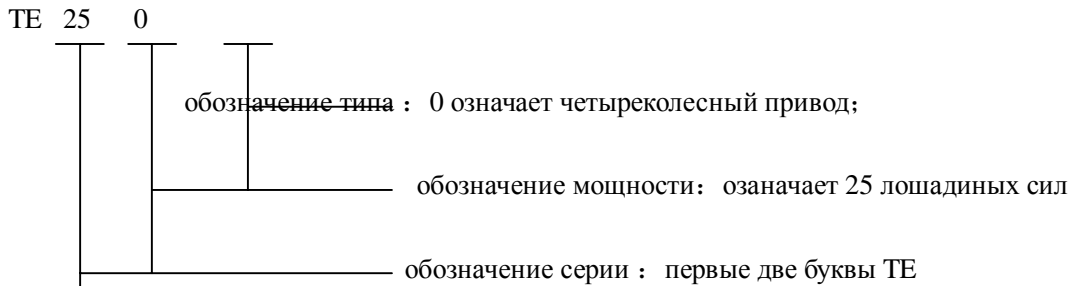 TE 25 0
обозначение типа : 0 означает четыреколесный привод;
обозначение мощности: озаначает 25 лошадиных сил
обозначение серии : первые две буквы TE